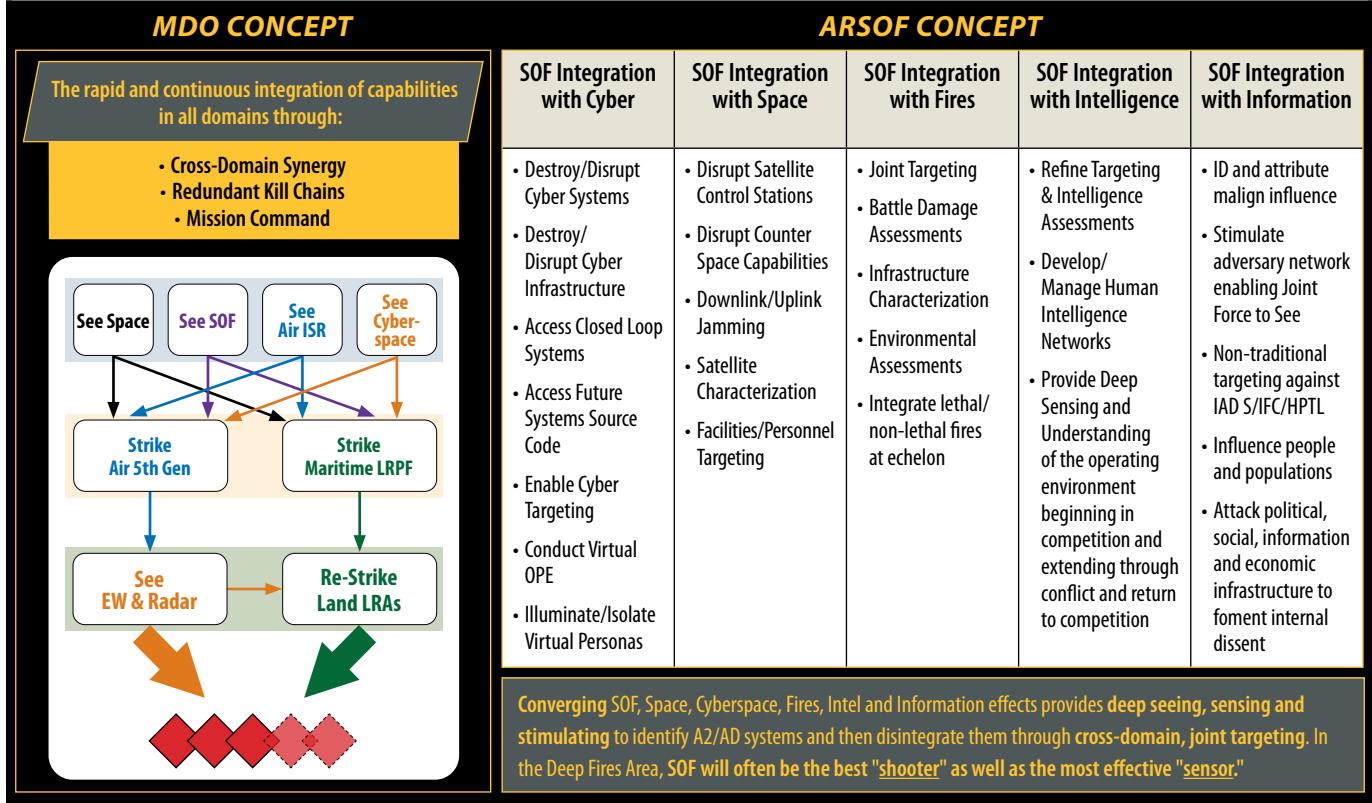 MDO CONCEPT
The rapid and continuous integration of capabilities
in all domains through:
• Cross-Domain Synergy
• Redundant Kill Chains
• Mission Command
See Space
See SOF
See
Air ISR
See
Cyber-
space
Strike
Air 5th Gen
Strike
Maritime LRPF
See
EW & Radar
Re-Strike
Land LRAs
ARSOF CONCEPT
SOF Integration
with Cyber
• Destroy/Disrupt
Cyber Systems
• Destroy/
Disrupt Cyber
Infrastructure
• Access Closed Loop
Systems
• Access Future
Systems Source
Code
• Enable Cyber
Targeting
• Conduct Virtual
OPE
• Illuminate/Isolate
Virtual Personas
SOF Integration
with Space
• Disrupt Satellite
Control Stations
• Disrupt Counter
Space Capabilities
• Downlink/Uplink
Jamming
• Satellite
Characterization
• Facilities/Personnel
Targeting
SOF Integration
with Fires
• Joint Targeting
• Battle Damage
Assessments
• Infrastructure
Characterization
• Environmental
Assessments
• Integrate lethal/
non-lethal fires
at echelon
SOF Integration
with Intelligence
• Refine Targeting
& Intelligence
Assessments
• Develop/
Manage Human
Intelligence
Networks
• Provide Deep
Sensing and
Understanding
of the operating
environment
beginning in
competition and
extending through
conflict and return
to competition
SOF Integration
with Information
• ID and attribute
malign influence
• Stimulate
adversary network
enabling Joint
Force to See
• Non-traditional
targeting against
IAD S/IFC/HPTL
• Influence people
and populations
• Attack political,
social, information
and economic
infrastructure to
foment internal
dissent
Converging SOF, Space, Cyberspace, Fires, Intel and Information effects provides deep seeing, sensing and
stimulating to identify A2/AD systems and then disintegrate them through cross-domain, joint targeting. In
the Deep Fires Area, SOF will often be the best "shooter" as well as the most effective "sensor."